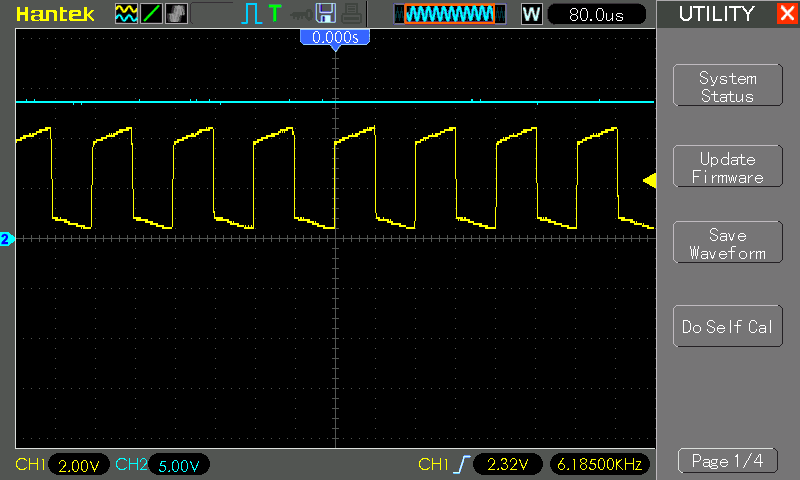 Hantek
T
W
80.0us
UTILITY
0.000s
System
Status
Update
Firmware
Save
Waveform
Do Self Cal
2
CH1 2.00V CH2 5.00V CH1 2.32V 6.18500KHz
Page 1/4